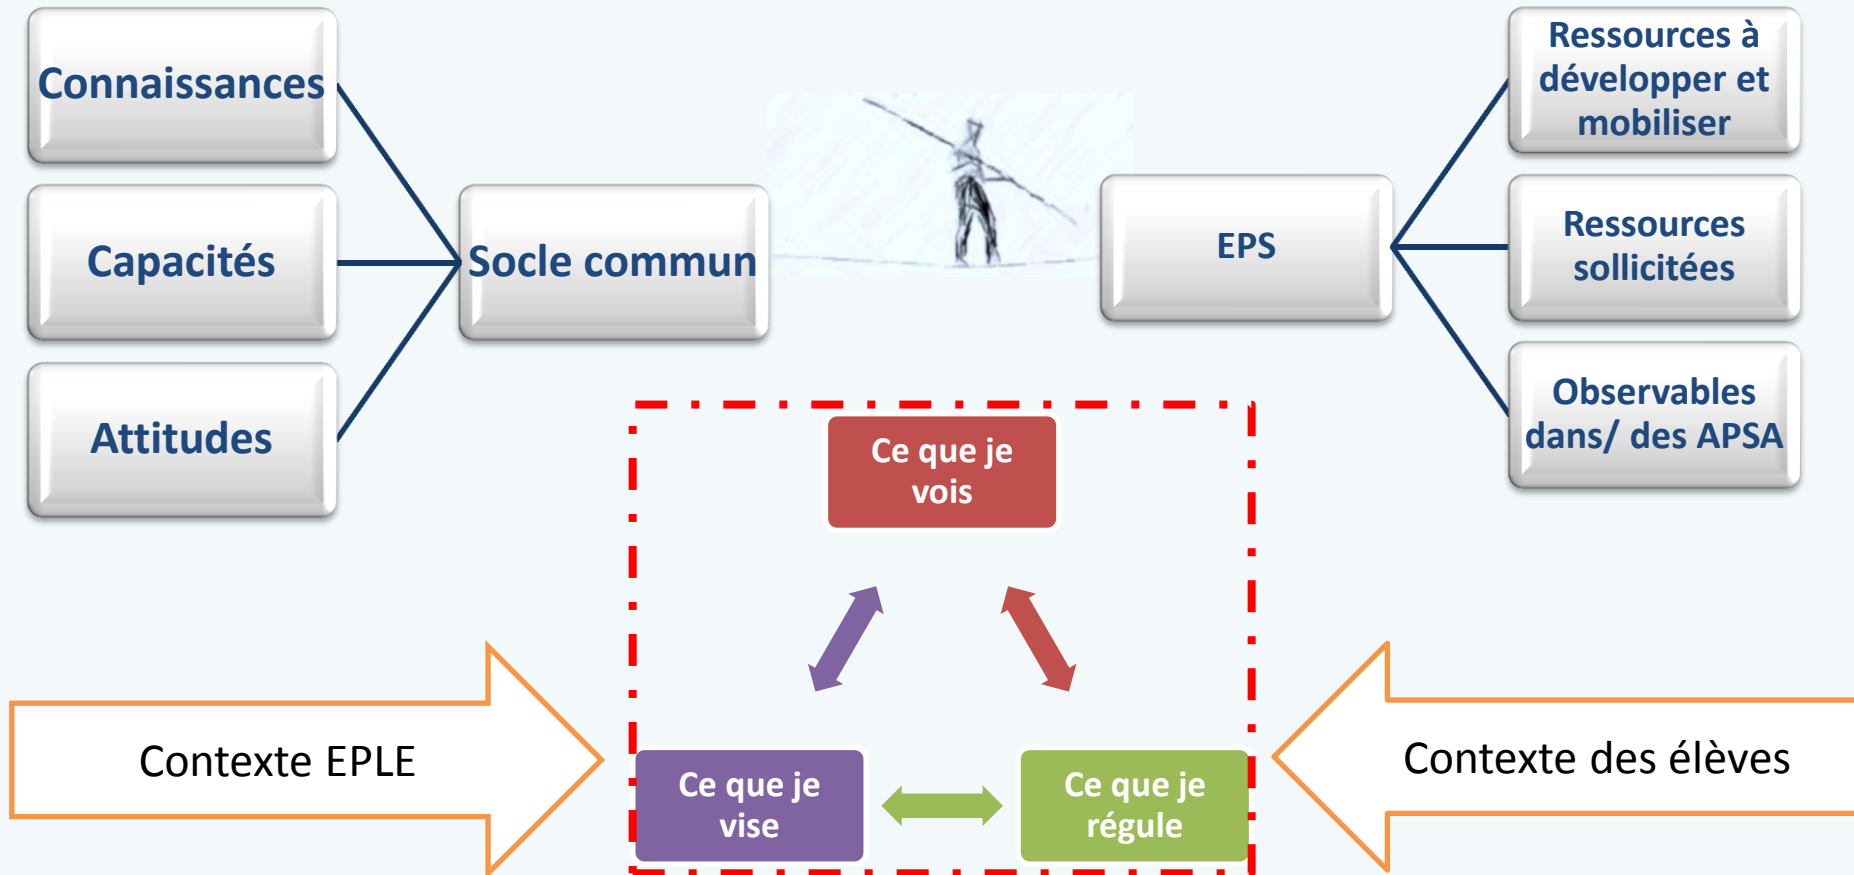 Connaissances
Capacités
Attitudes
Socle commun
EPS
Ressources à
développer et
mobiliser
Ressources
sollicitées
Observables
dans/ des APSA
Ce que je
vois
Ce que je
vise
Ce que je
régule
Contexte EPLE
Contexte des élèves